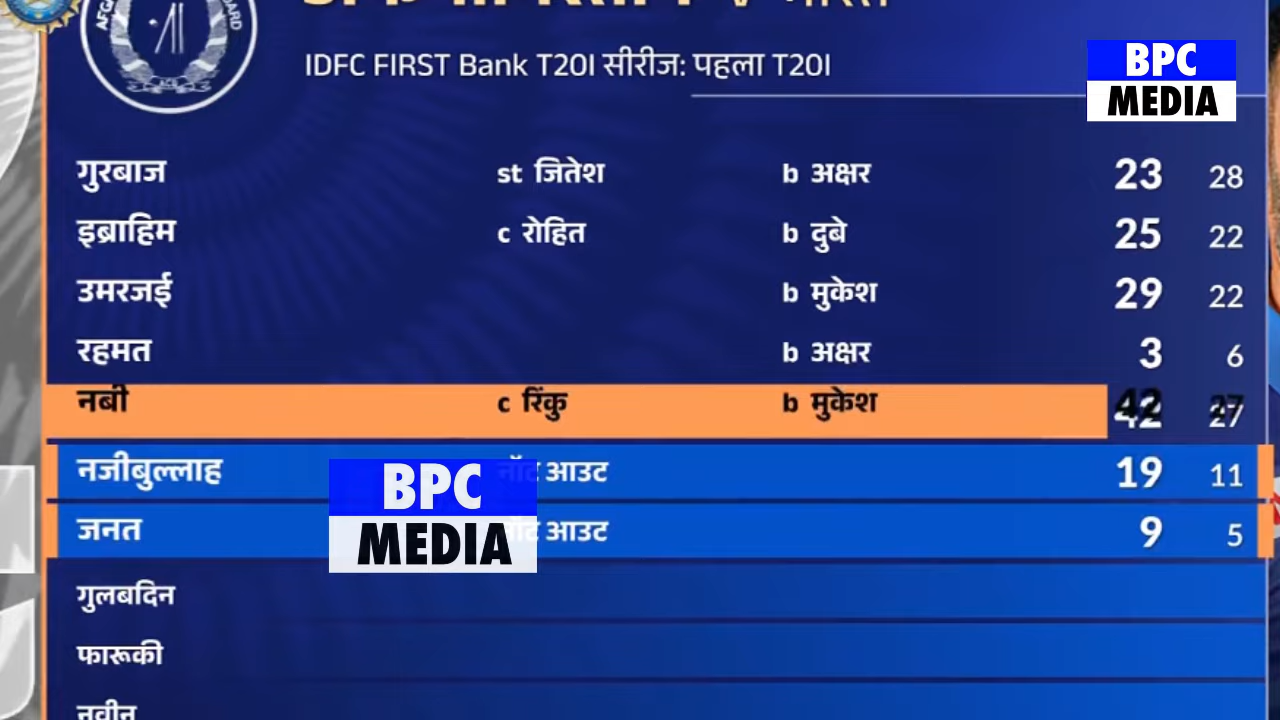 IDFC FIRST Bank T20I सीरीज: पहला T20I
BPC
MEDIA
गुरबाज st जितेश b अक्षर 23 28
इब्राहिम c रोहित b दुबे 25 22
उमरजई b मुकेश 29 22
रहमत b अक्षर 3 6
नबी c रिंकु b मुकेश 42 27
नजीबुल्लाह नॉट आउट 19 11
BPC
MEDIA
जनत नॉट आउट 9 5
गुलबदिन
फारूकी
नवीन